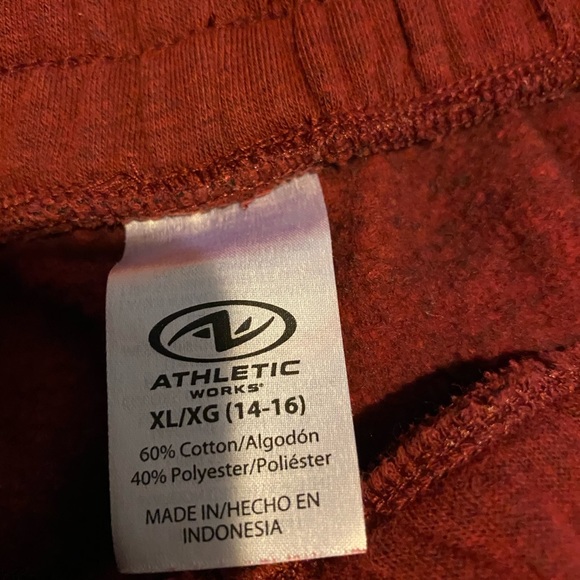 ATHLETIC
WORKS®
XL/XG (14-16)
60% Cotton/Algodón
40% Polyester/Poliéster
MADE IN/HECHO EN
INDONESIA